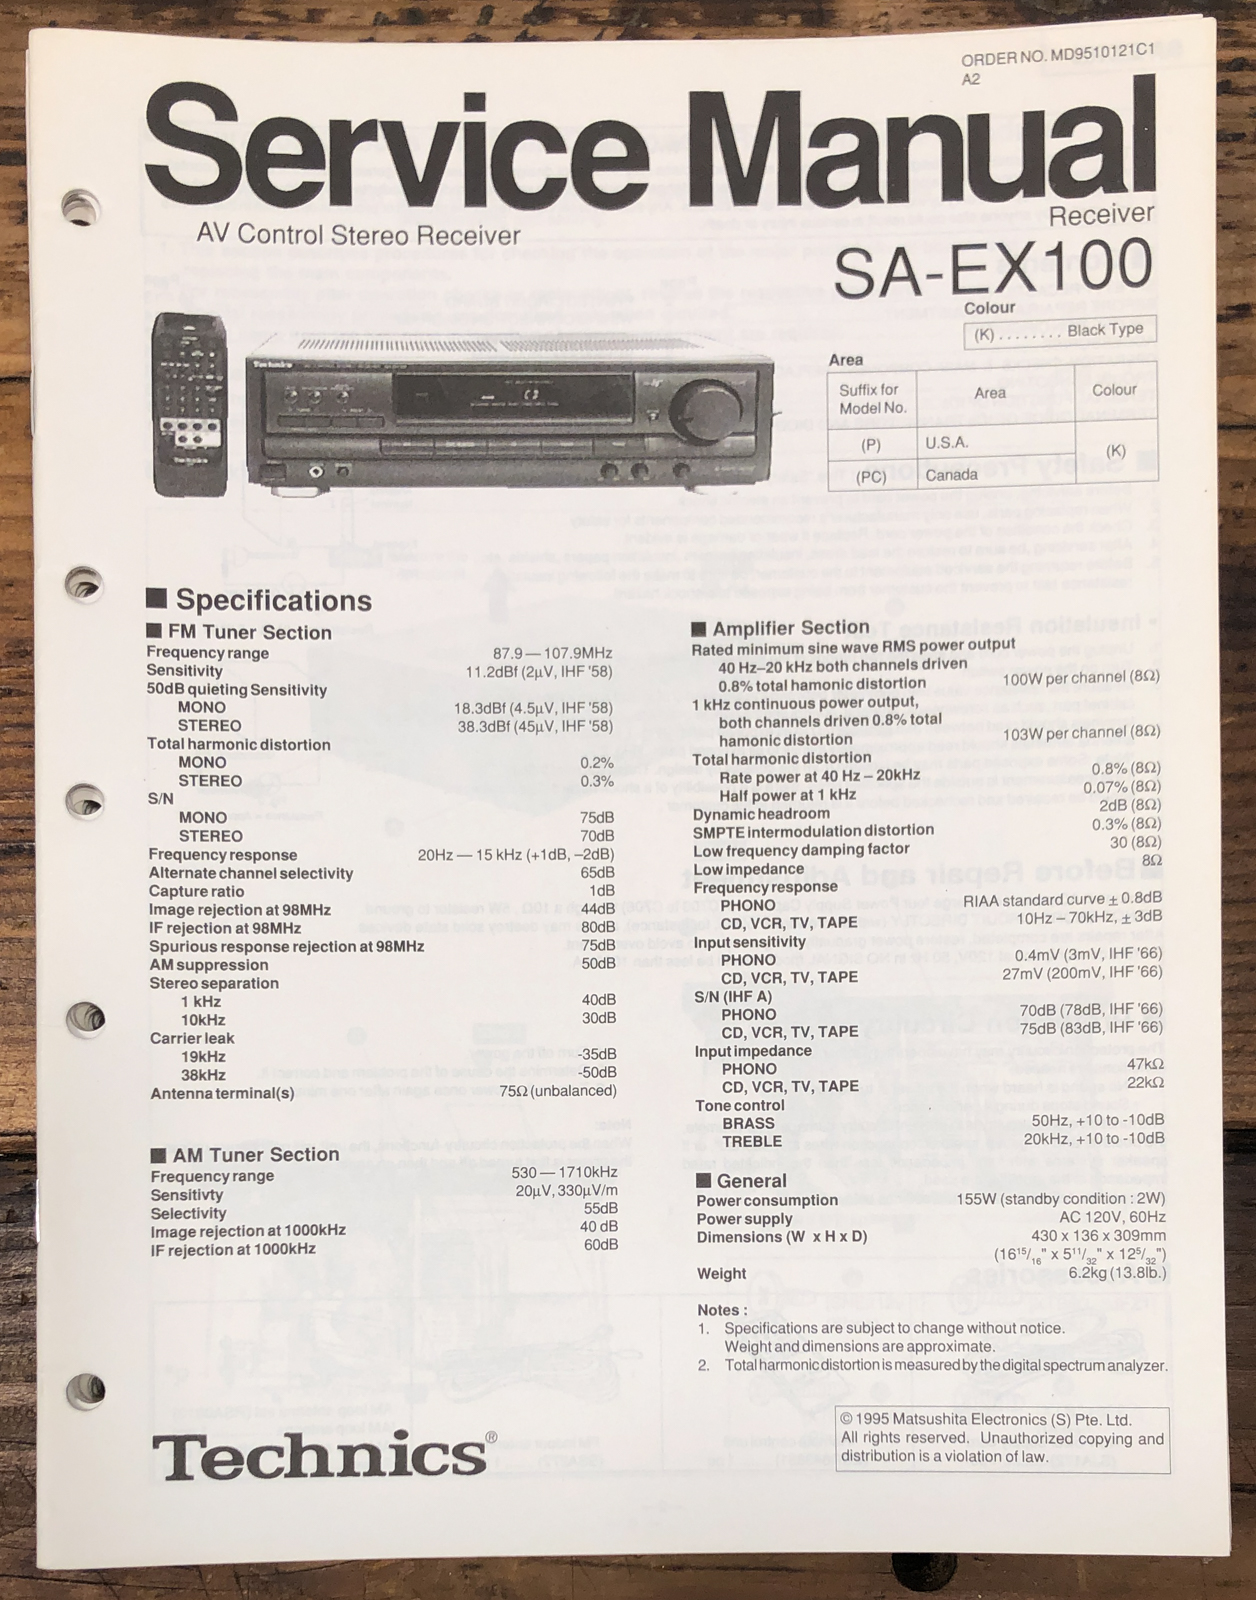 ORDER NO. MD9510121C1
A2
Service Manual
AV Control Stereo Receiver
Receiver
SA-EX100
Colour
(K) ........ Black Type
Area
Suffix for Model No. Area Colour
(P) U.S.A. (K)
(PC) Canada
Technics
■ Specifications
■ FM Tuner Section
Frequency range 87.9 — 107.9MHz
Sensitivity 11.2dBf (2µV, IHF '58)
50dB quieting Sensitivity
MONO 18.3dBf (4.5µV, IHF '58)
STEREO 38.3dBf (45µV, IHF '58)
Total harmonic distortion
MONO 0.2%
STEREO 0.3%
S/N
MONO 75dB
STEREO 70dB
Frequency response 20Hz — 15 kHz (+1dB, –2dB)
Alternate channel selectivity 65dB
Capture ratio 1dB
Image rejection at 98MHz 44dB
IF rejection at 98MHz 80dB
Spurious response rejection at 98MHz 75dB
AM suppression 50dB
Stereo separation
1 kHz 40dB
10kHz 30dB
Carrier leak
19kHz -35dB
38kHz -50dB
Antenna terminal(s) 75Ω (unbalanced)
■ AM Tuner Section
Frequency range 530 — 1710kHz
Sensitivty 20µV, 330µV/m
Selectivity 55dB
Image rejection at 1000kHz 40 dB
IF rejection at 1000kHz 60dB
■ Amplifier Section
Rated minimum sine wave RMS power output
40 Hz–20 kHz both channels driven
0.8% total hamonic distortion 100W per channel (8Ω)
1 kHz continuous power output,
both channels driven 0.8% total
hamonic distortion 103W per channel (8Ω)
Total harmonic distortion
Rate power at 40 Hz – 20kHz 0.8% (8Ω)
Half power at 1 kHz 0.07% (8Ω)
Dynamic headroom 2dB (8Ω)
SMPTE intermodulation distortion 0.3% (8Ω)
Low frequency damping factor 30 (8Ω)
Low impedance 8Ω
Frequency response
PHONO RIAA standard curve ± 0.8dB
CD, VCR, TV, TAPE 10Hz – 70kHz, ± 3dB
Input sensitivity
PHONO 0.4mV (3mV, IHF '66)
CD, VCR, TV, TAPE 27mV (200mV, IHF '66)
S/N (IHF A)
PHONO 70dB (78dB, IHF '66)
CD, VCR, TV, TAPE 75dB (83dB, IHF '66)
Input impedance
PHONO 47kΩ
CD, VCR, TV, TAPE 22kΩ
Tone control
BRASS 50Hz, +10 to -10dB
TREBLE 20kHz, +10 to -10dB
■ General
Power consumption 155W (standby condition : 2W)
Power supply AC 120V, 60Hz
Dimensions (W x H x D) 430 x 136 x 309mm
(16 15/16" x 5 11/32" x 12 5/32")
Weight 6.2kg (13.8lb.)
Notes :
1. Specifications are subject to change without notice.
Weight and dimensions are approximate.
2. Total harmonic distortion is measured by the digital spectrum analyzer.
Technics®
© 1995 Matsushita Electronics (S) Pte. Ltd.
All rights reserved. Unauthorized copying and
distribution is a violation of law.